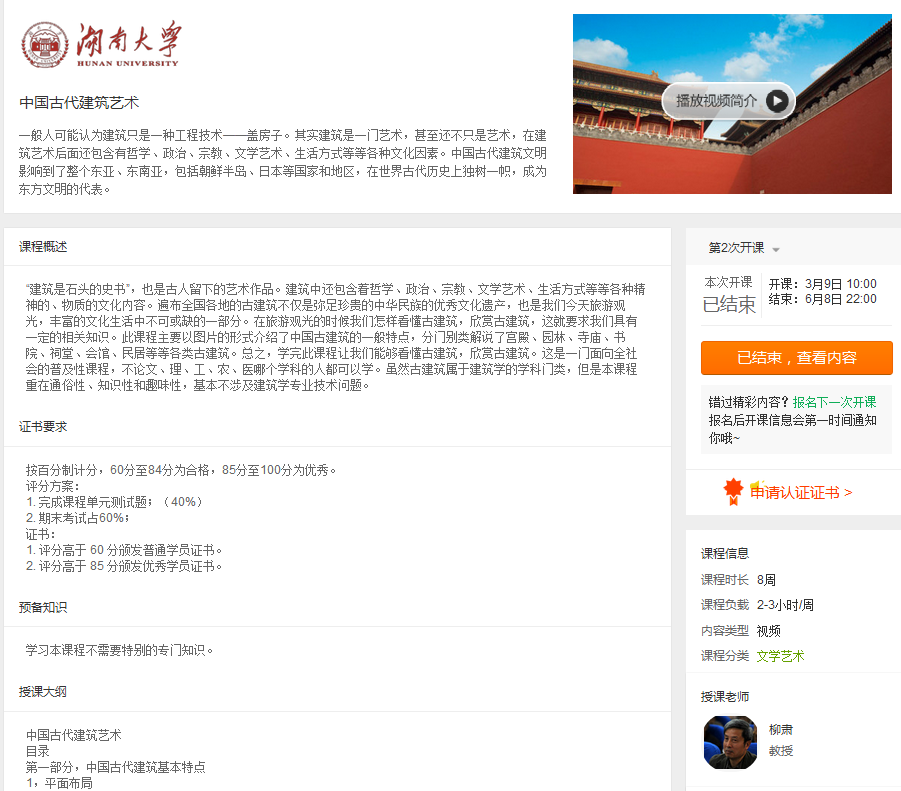 湖南大学
HUNAN UNIVERSITY
中国古代建筑艺术
一般人可能认为建筑只是一种工程技术——盖房子。其实建筑是一门艺术，甚至还不只是艺术，在建
筑艺术后面还包含有哲学、政治、宗教、文学艺术、生活方式等等各种文化因素。中国古代建筑文明
影响到了整个东亚、东南亚，包括朝鲜半岛、日本等国家和地区，在世界古代历史上独树一帜，成为
东方文明的代表。
播放视频简介
课程概述
“建筑是石头的史书”，也是古人留下的艺术作品。建筑中还包含着哲学、政治、宗教、文学艺术、生活方式等等各种精
神的、物质的文化内容。遍布全国各地的古建筑不仅是弥足珍贵的中华民族的优秀文化遗产，也是我们今天旅游观
光，丰富的文化生活中不可或缺的一部分。在旅游观光的时候我们怎样看懂古建筑，欣赏古建筑，这就要求我们具有
一定的相关知识。此课程主要以图片的形式介绍了中国古建筑的一般特点，分门别类解说了宫殿、园林、寺庙、书
院、祠堂、会馆、民居等等各类古建筑。总之，学完此课程让我们能够看懂古建筑，欣赏古建筑。这是一门面向全社
会的普及性课程，不论文、理、工、农、医哪个学科的人都可以学。虽然古建筑属于建筑学的学科门类，但是本课程
重在通俗性、知识性和趣味性，基本不涉及建筑学专业技术问题。
证书要求
按百分制计分，60分至84分为合格，85分至100分为优秀。
评分方案：
1. 完成课程单元测试题；（40%）
2. 期末考试占60%；
证书：
1. 评分高于 60 分颁发普通学员证书。
2. 评分高于 85 分颁发优秀学员证书。
预备知识
学习本课程不需要特别的专门知识。
授课大纲
中国古代建筑艺术
目录
第一部分，中国古代建筑基本特点
1，平面布局
第2次开课
本次开课
已结束
开课：3月9日 10:00
结束：6月8日 22:00
已结束，查看内容
错过精彩内容？报名下一次开课
报名后开课信息会第一时间通知
你哦~
申请认证证书 >
课程信息
课程时长 8周
课程负载 2-3小时/周
内容类型 视频
课程分类 文学艺术
授课老师
柳肃
教授